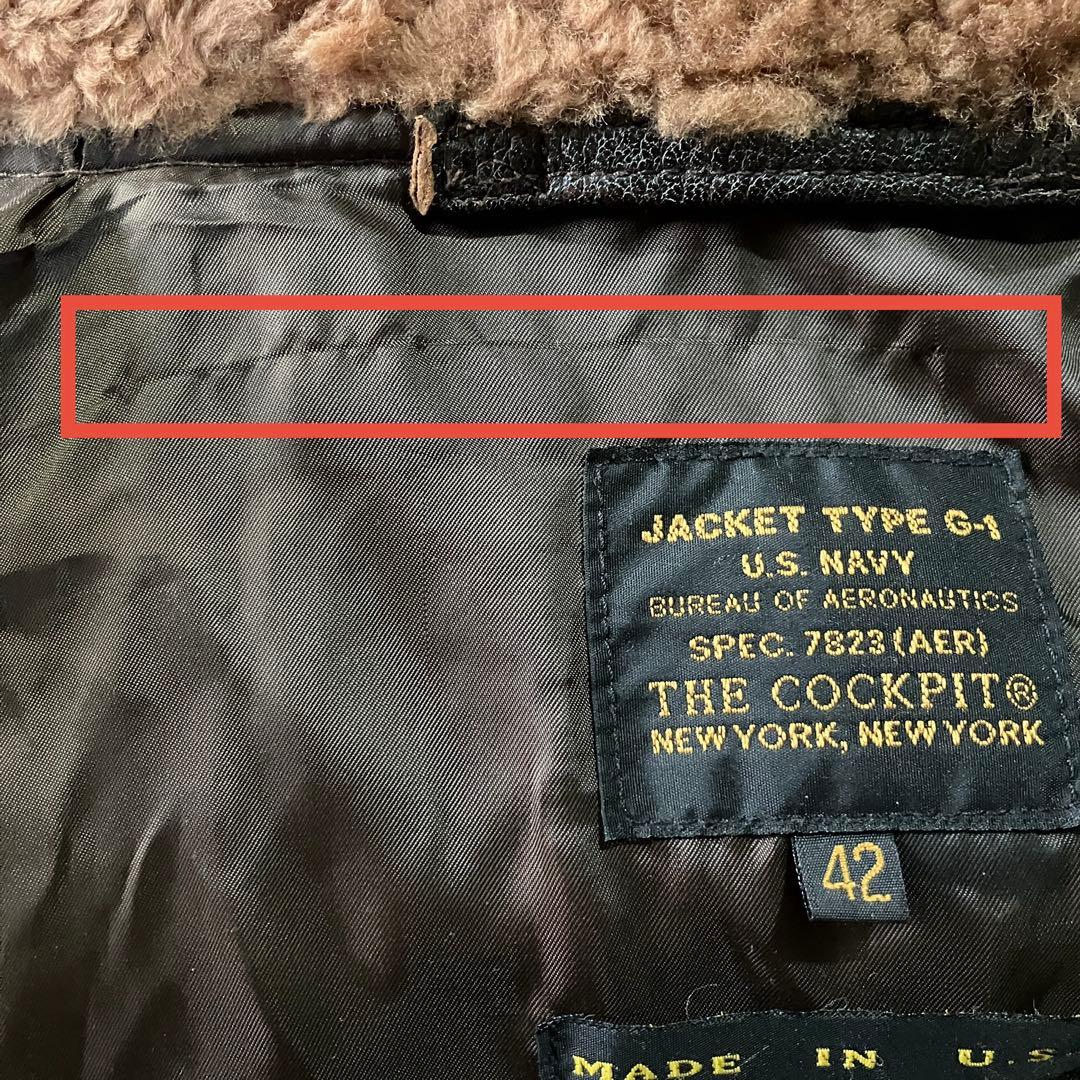 JACKET TYPE G-1
U.S. NAVY
BUREAU OF AERONAUTICS
SPEC. 7823 (AER)
THE COCKPIT®
NEW YORK, NEW YORK
42
MADE IN U.S